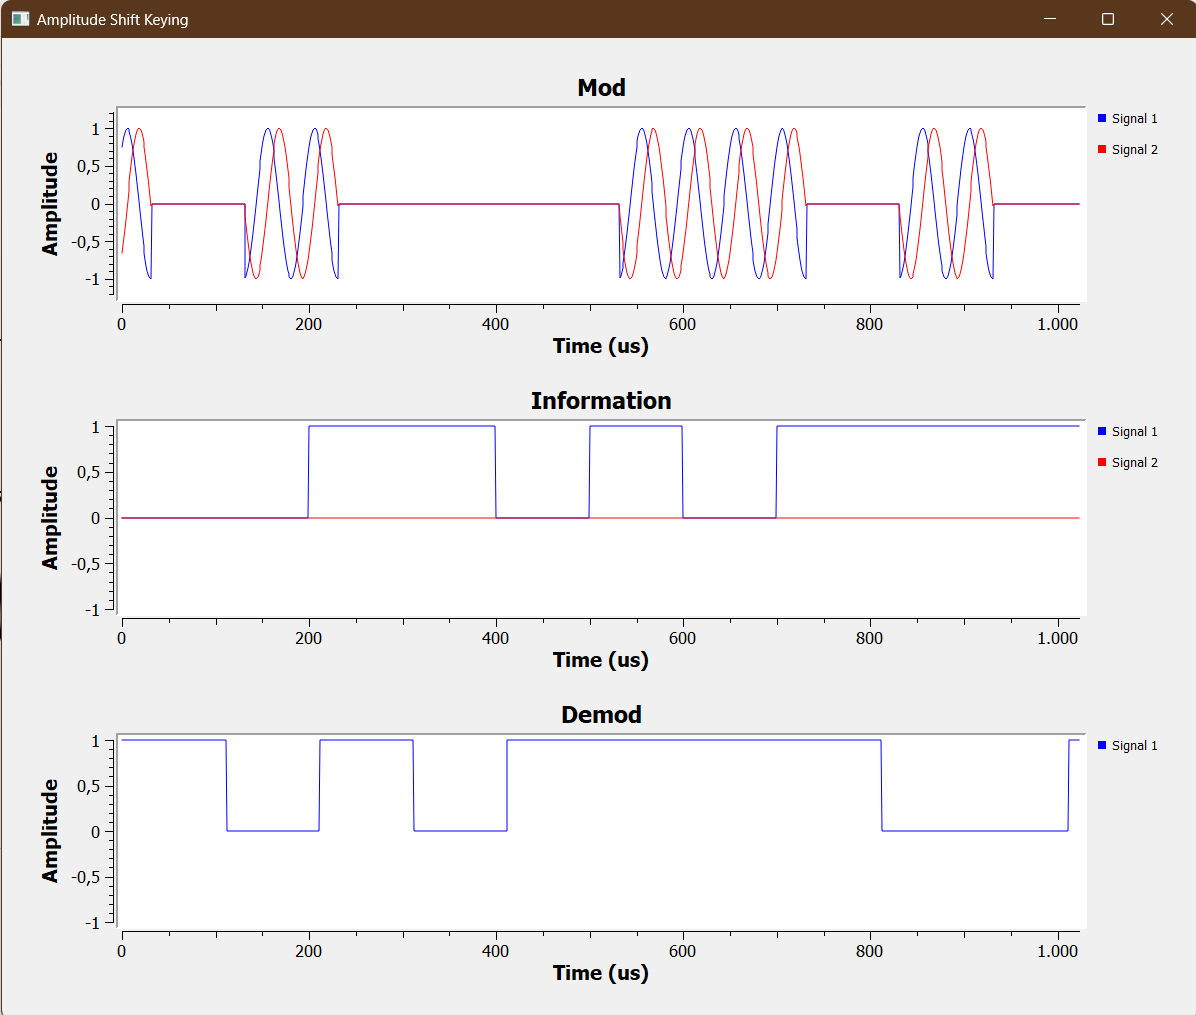 Amplitude Shift Keying
Mod
Signal 1
Signal 2
Amplitude
1
0,5
0
-0,5
-1
0 200 400 600 800 1.000
Time (us)
Information
Signal 1
Signal 2
Amplitude
1
0,5
0
-0,5
-1
0 200 400 600 800 1.000
Time (us)
Demod
Signal 1
Amplitude
1
0,5
0
-0,5
-1
0 200 400 600 800 1.000
Time (us)